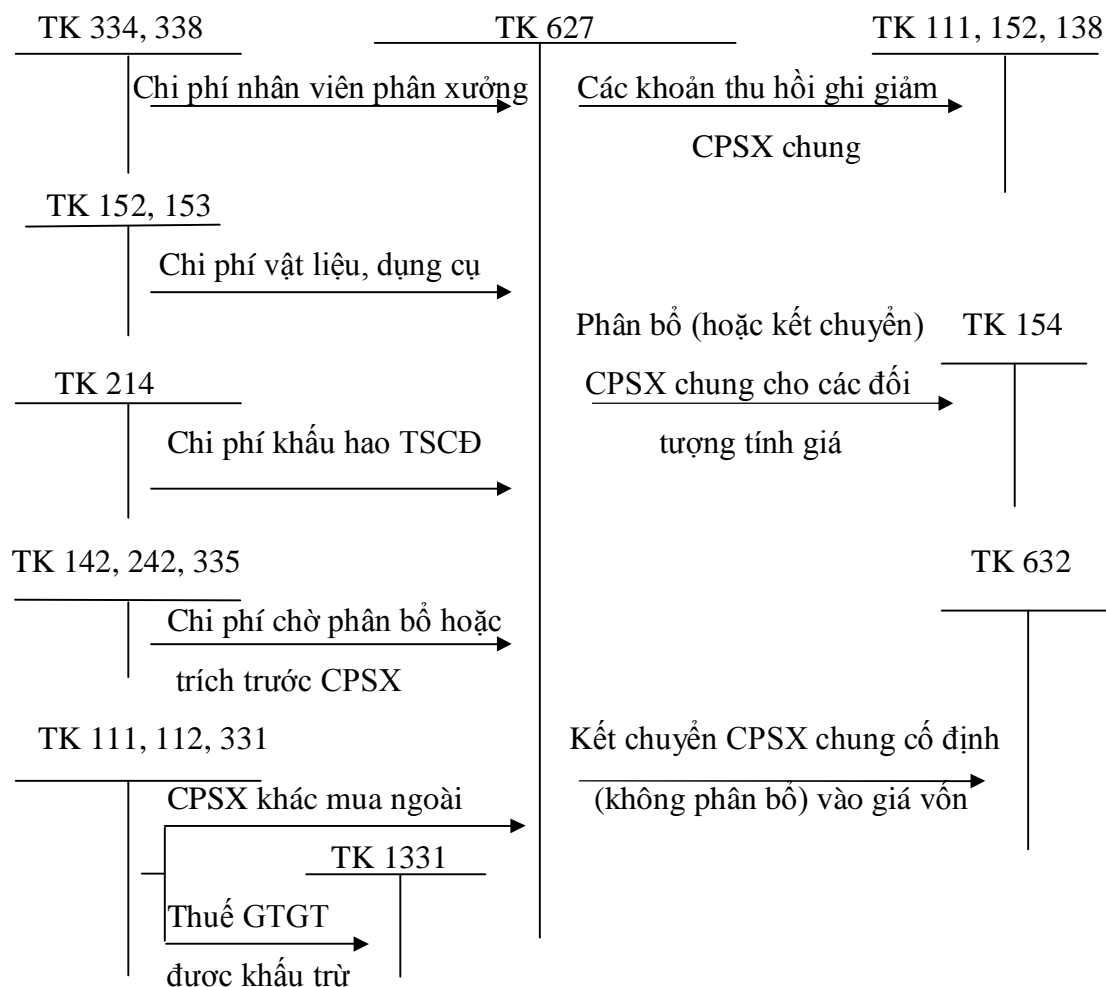 TK 334, 338
TK 627
TK 111, 152, 138
Chi phí nhân viên phân xưởng
Các khoản thu hồi ghi giảm
CPSX chung
TK 152, 153
Chi phí vật liệu, dụng cụ
Phân bổ (hoặc kết chuyển)
TK 154
TK 214
CPSX chung cho các đối
Chi phí khấu hao TSCĐ
tượng tính giá
TK 142, 242, 335
TK 632
Chi phí chờ phân bổ hoặc
trích trước CPSX
TK 111, 112, 331
Kết chuyển CPSX chung cố định
CPSX khác mua ngoài
(không phân bổ) vào giá vốn
TK 1331
Thuế GTGT
được khấu trừ